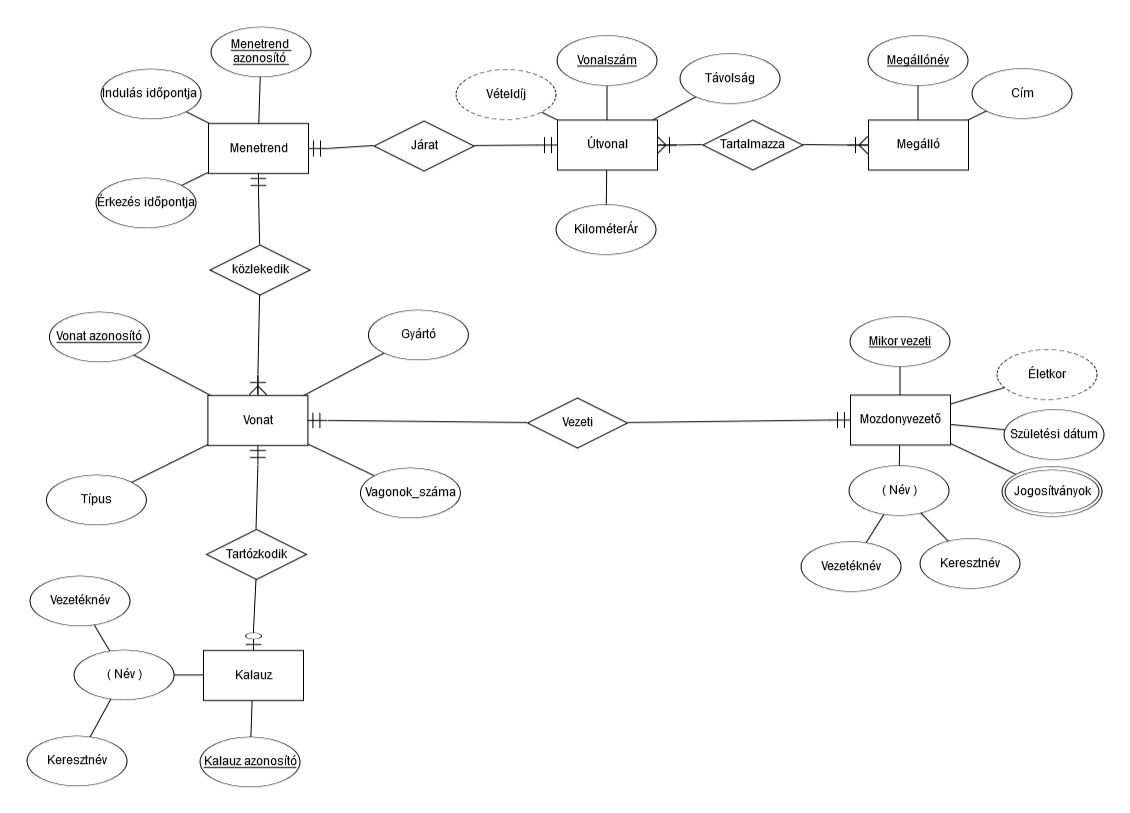 Menetrend
azonosító
Vonalszám
Megállónév
Indulás időpontja
Vételdíj
Távolság
Cím
Menetrend
Járat
Útvonal
Tartalmazza
Megálló
Érkezés időpontja
KilométerÁr
közlekedik
Vonat azonosító
Gyártó
Mikor vezeti
Életkor
Vonat
Vezeti
Mozdonyvezető
Születési dátum
Típus
Vagonok_száma
( Név )
Jogosítványok
Tartózkodik
Vezetéknév
Keresztnév
Vezetéknév
( Név )
Kalauz
Keresztnév
Kalauz azonosító